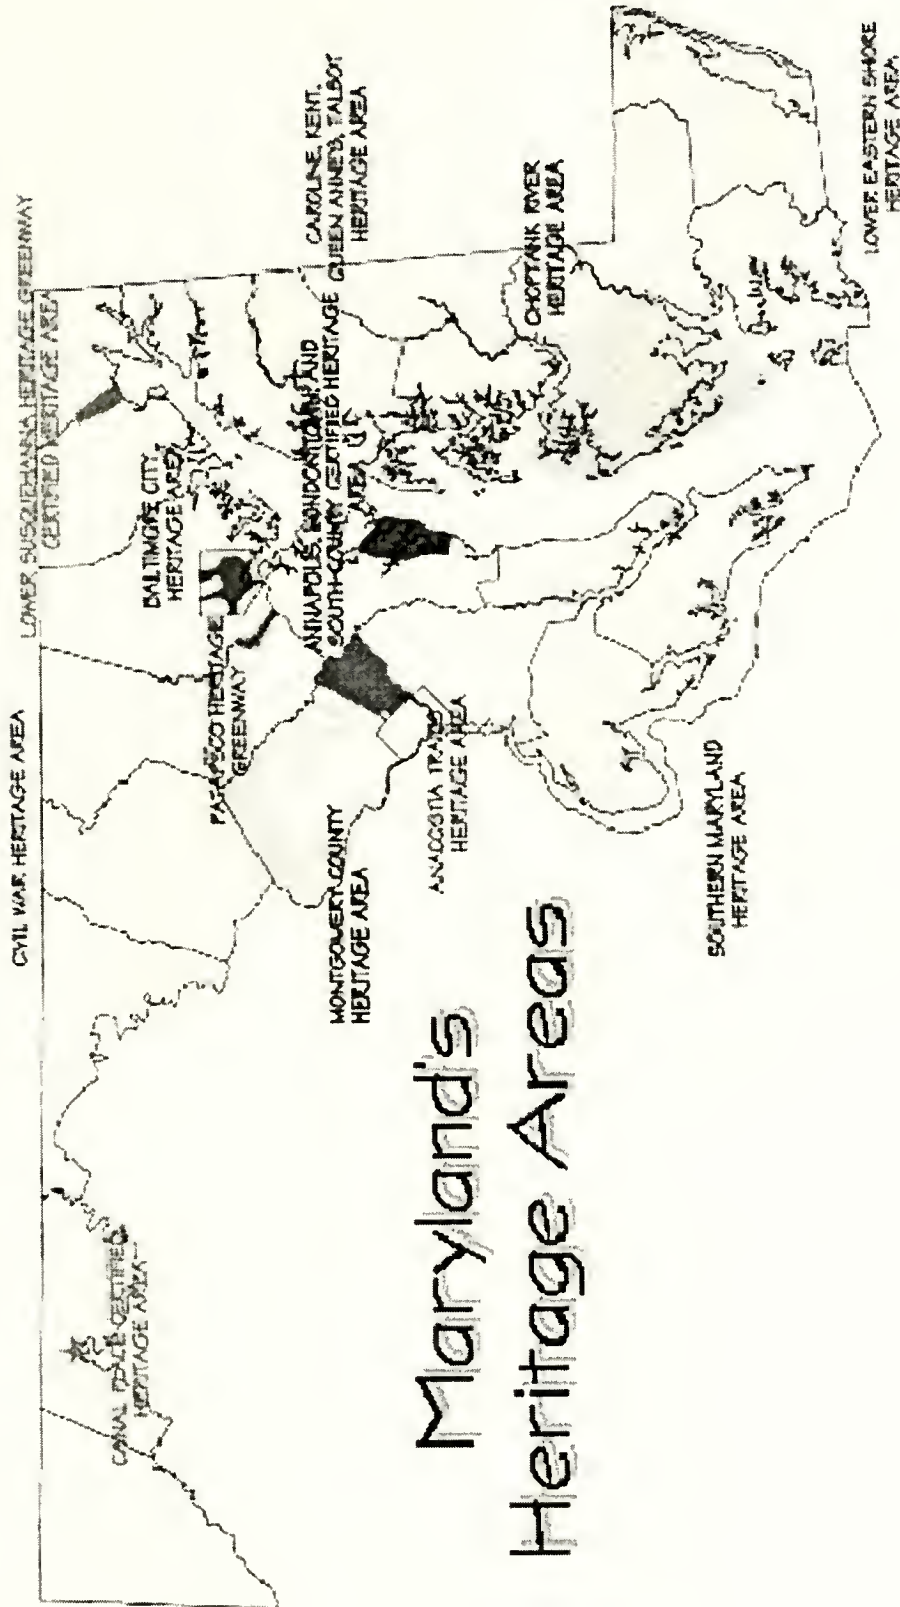 Maryland's
Heritage Areas
CIVIL WAR HERITAGE AREA
LOWER SUSQUEHANNA HERITAGE GREENWAY
CERTIFIED HERITAGE AREA
CANAL PLACE CERTIFIED
HERITAGE AREA
BALTIMORE CITY
HERITAGE AREA
PATAPSCO HERITAGE
GREENWAY
MONTGOMERY COUNTY
HERITAGE AREA
ANACOSTIA TRAILS
HERITAGE AREA
ANNAPOLIS, LONDONTOWN, AND
SOUTH COUNTY CERTIFIED HERITAGE
AREA
CAROLINE, KENT,
QUEEN ANNE'S, TALBOT
HERITAGE AREA
CHOPTANK RIVER
HERITAGE AREA
SOUTHERN MARYLAND
HERITAGE AREA
LOWER EASTERN SHORE
HERITAGE AREA